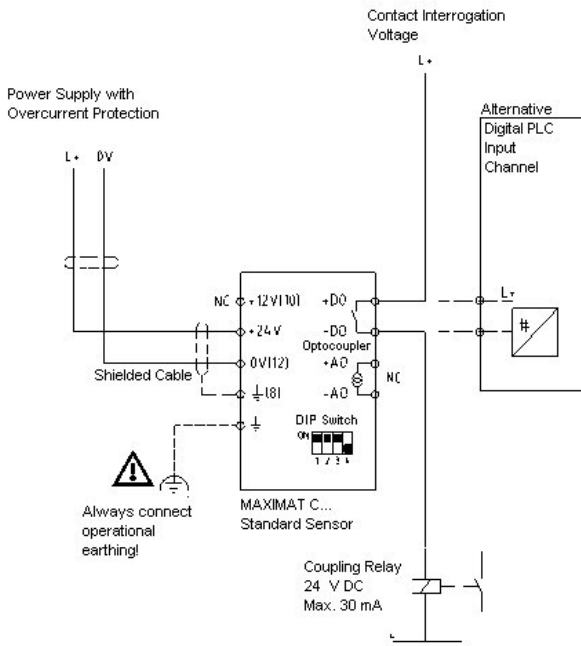 Contact Interrogation
Voltage
L+
Power Supply with
Overcurrent Protection
L+ 0V
Alternative
Digital PLC
Input
Channel
L+
#
NC
+12V(10)
+24V
0V(12)
(8)
+DO
-DO
Optocoupler
+AO
-AO
NC
Shielded Cable
DIP Switch
ON
1 2 3 4
Always connect
operational
earthing!
MAXIMAT C...
Standard Sensor
Coupling Relay
24 V DC
Max. 30 mA